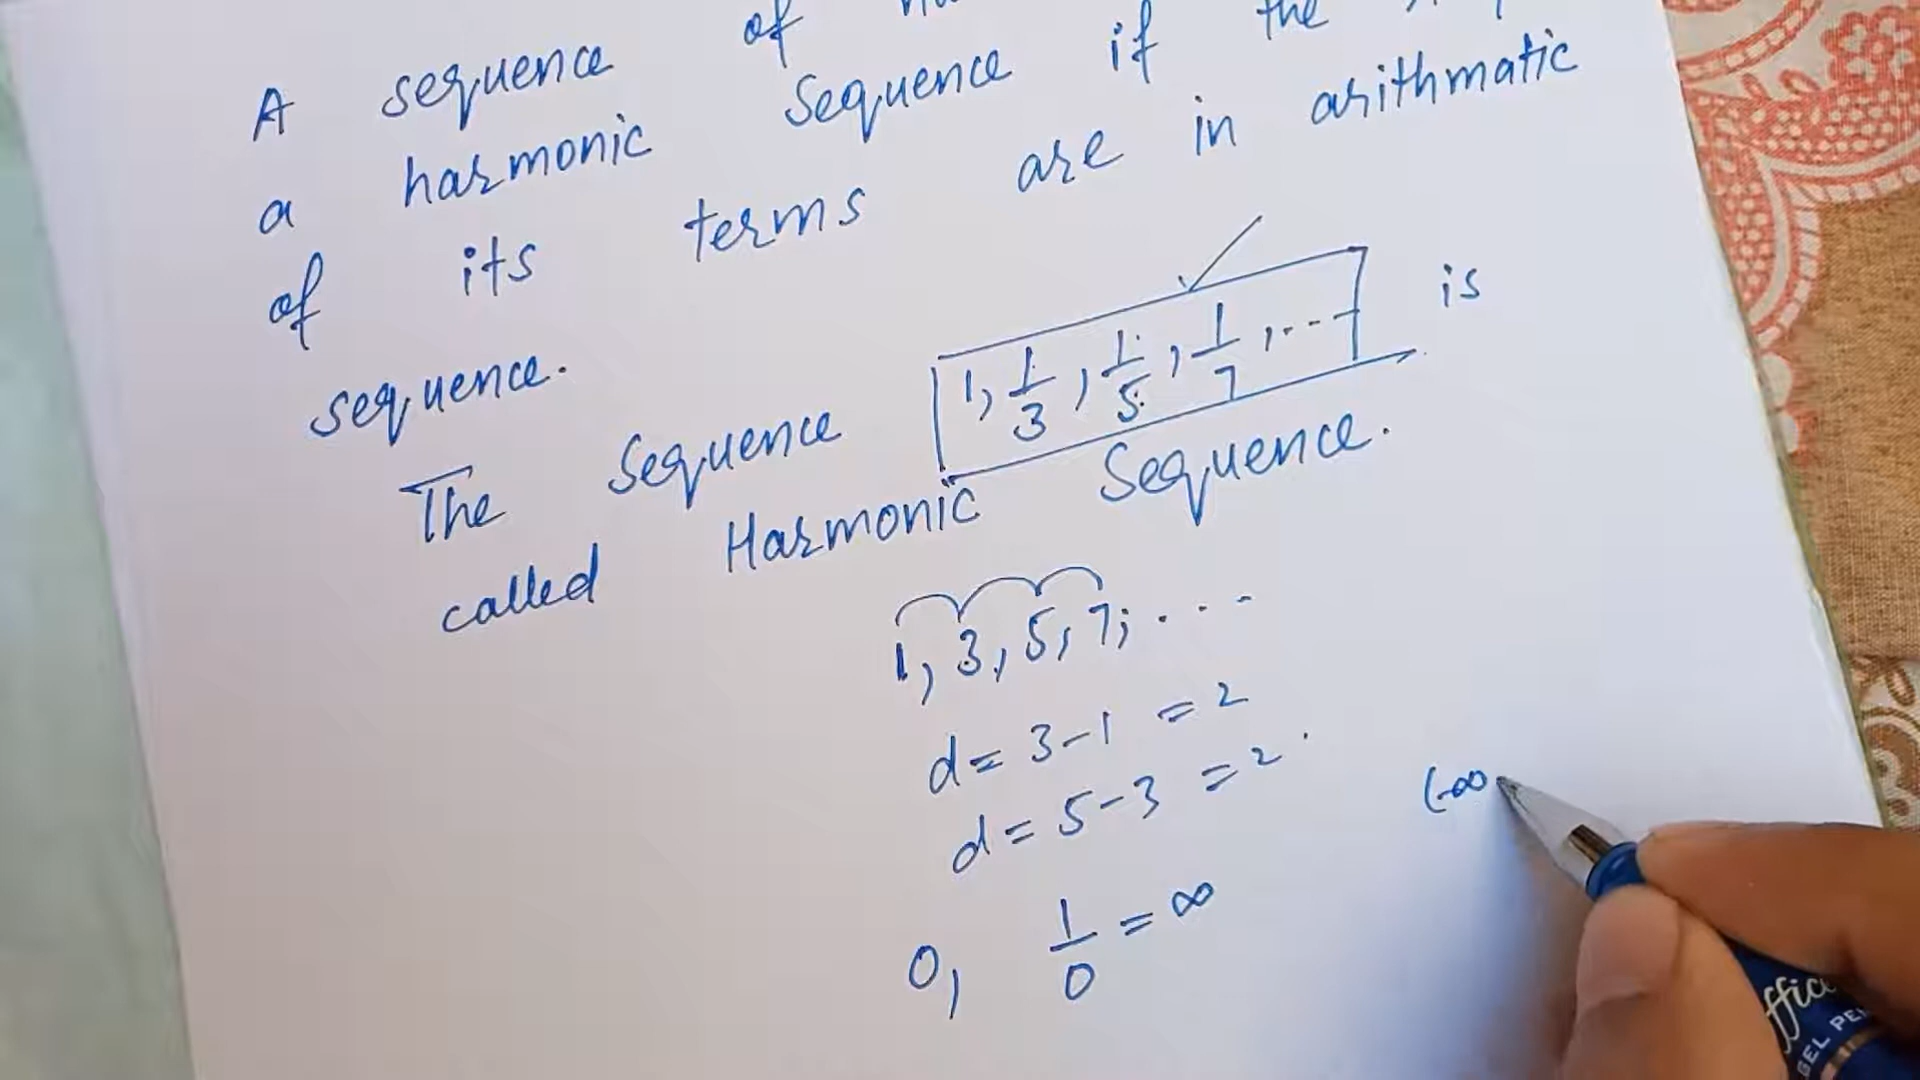 A sequence of
a harmonic Sequence if the
of its terms are in arithmatic
sequence.
The Sequence 1, 1/3, 1/5, 1/7, ... is
called Harmonic Sequence.
1, 3, 5, 7, ...
d = 3-1 = 2
d = 5-3 = 2.
(-∞
0, 1/0 = ∞
GEL PE